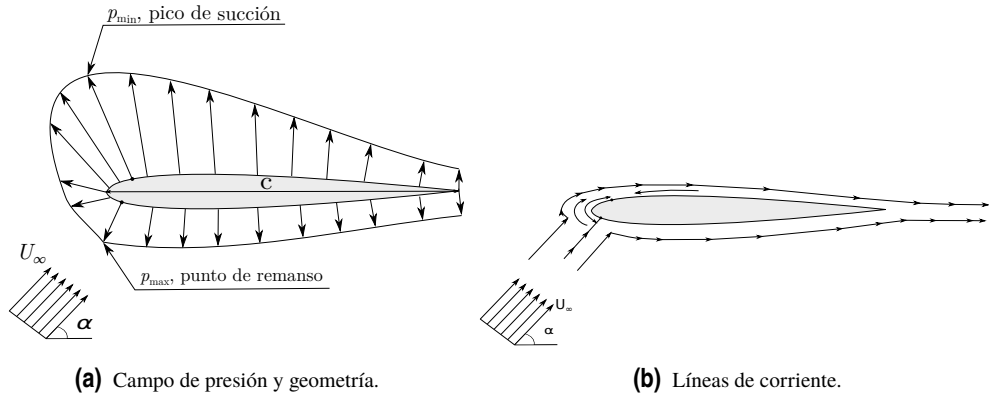 p_min, pico de succión
c
U_∞
α
p_max, punto de remanso
(a) Campo de presión y geometría.
U_∞
α
(b) Líneas de corriente.